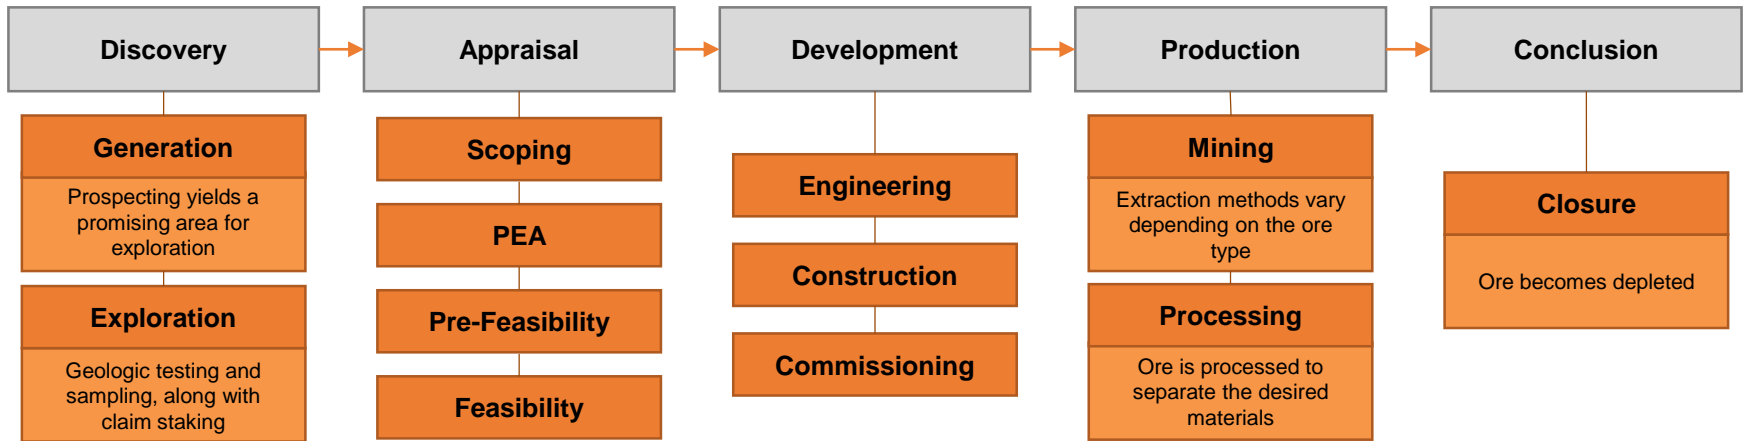 Discovery
Appraisal
Development
Production
Conclusion
Generation
Prospecting yields a
promising area for
exploration
Exploration
Geologic testing and
sampling, along with
claim staking
Scoping
PEA
Pre-Feasibility
Feasibility
Engineering
Construction
Commissioning
Mining
Extraction methods vary
depending on the ore
type
Processing
Ore is processed to
separate the desired
materials
Closure
Ore becomes depleted